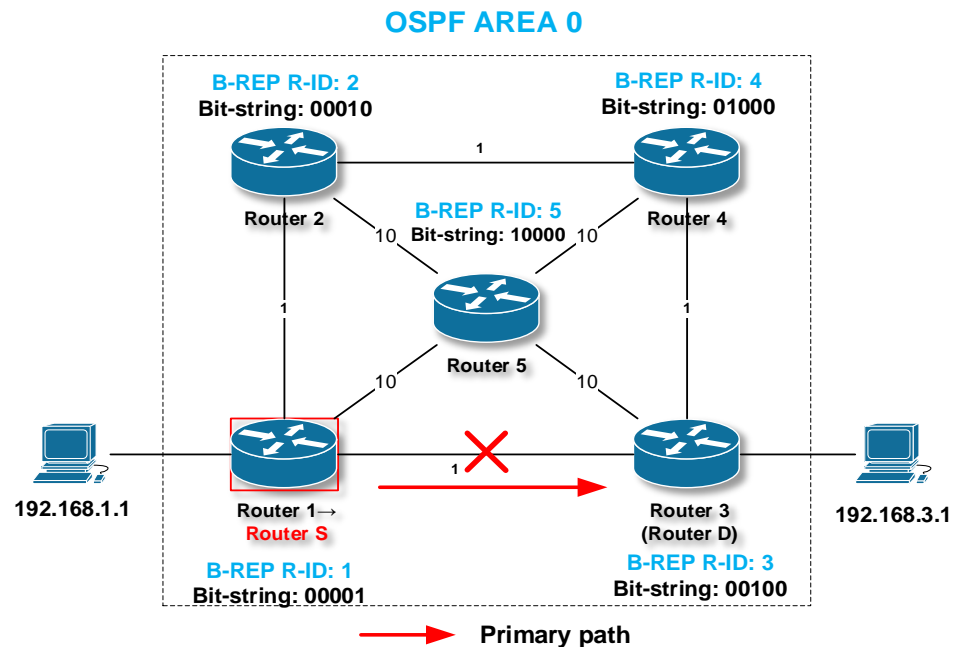 OSPF AREA 0
B-REP R-ID: 2
Bit-string: 00010
B-REP R-ID: 4
Bit-string: 01000
1
Router 2
Router 4
B-REP R-ID: 5
Bit-string: 10000
10
10
1
1
Router 5
10
10
1
192.168.1.1
192.168.3.1
Router 1→
Router S
Router 3
(Router D)
B-REP R-ID: 1
Bit-string: 00001
B-REP R-ID: 3
Bit-string: 00100
Primary path